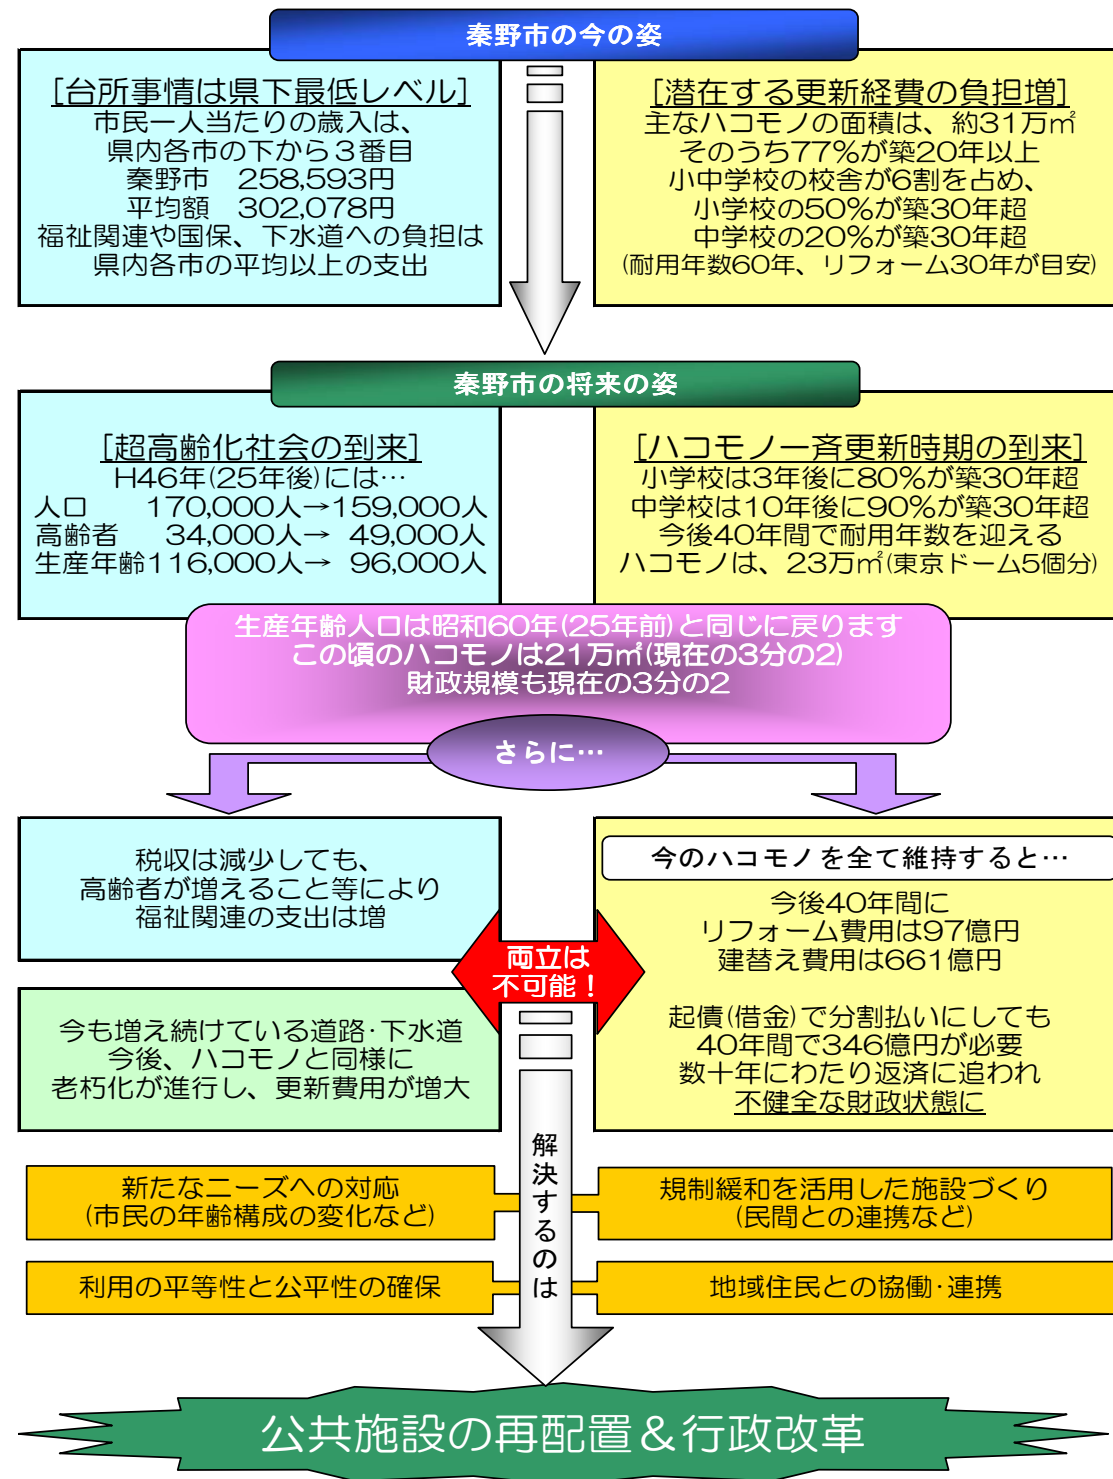 秦野市の今の姿
[台所事情は県下最低レベル]
市民一人当たりの歳入は、
県内各市の下から３番目
秦野市　258,593円
平均額　302,078円
福祉関連や国保、下水道への負担は
県内各市の平均以上の支出
[潜在する更新経費の負担増]
主なハコモノの面積は、約31万㎡
そのうち77％が築20年以上
小中学校の校舎が6割を占め、
小学校の50％が築30年超
中学校の20％が築30年超
(耐用年数60年、リフォーム30年が目安)
秦野市の将来の姿
[超高齢化社会の到来]
H46年(25年後)には…
人口　170,000人→159,000人
高齢者　34,000人→ 49,000人
生産年齢116,000人→ 96,000人
[ハコモノ一斉更新時期の到来]
小学校は3年後に80％が築30年超
中学校は10年後に90％が築30年超
今後40年間で耐用年数を迎える
ハコモノは、23万㎡(東京ドーム5個分)
生産年齢人口は昭和60年(25年前)と同じに戻ります
この頃のハコモノは21万㎡(現在の3分の2)
財政規模も現在の3分の2
さらに…
税収は減少しても、
高齢者が増えること等により
福祉関連の支出は増
今も増え続けている道路･下水道
今後、ハコモノと同様に
老朽化が進行し、更新費用が増大
両立は
不可能！
今のハコモノを全て維持すると…
今後40年間に
リフォーム費用は97億円
建替え費用は661億円
起債(借金)で分割払いにしても
40年間で346億円が必要
数十年にわたり返済に追われ
不健全な財政状態に
解決するのは
新たなニーズへの対応
(市民の年齢構成の変化など)
規制緩和を活用した施設づくり
(民間との連携など)
利用の平等性と公平性の確保
地域住民との協働･連携
公共施設の再配置＆行政改革